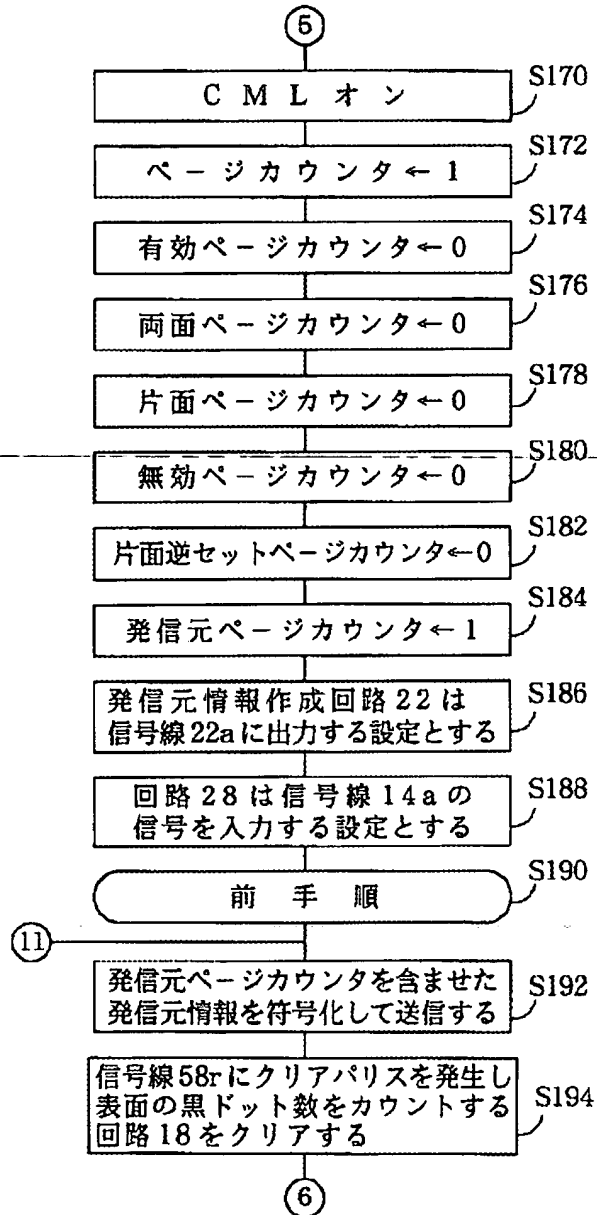 5
CMLオン
S170
ページカウンタ←1
S172
有効ページカウンタ←0
S174
両面ページカウンタ←0
S176
片面ページカウンタ←0
S178
無効ページカウンタ←0
S180
片面逆セットページカウンタ←0
S182
発信元ページカウンタ←1
S184
発信元情報作成回路22は
信号線22aに出力する設定とする
S186
回路28は信号線14aの
信号を入力する設定とする
S188
前手順
S190
11
発信元ページカウンタを含ませた
発信元情報を符号化して送信する
S192
信号線58rにクリアパリスを発生し
表面の黒ドット数をカウントする
回路18をクリアする
S194
6